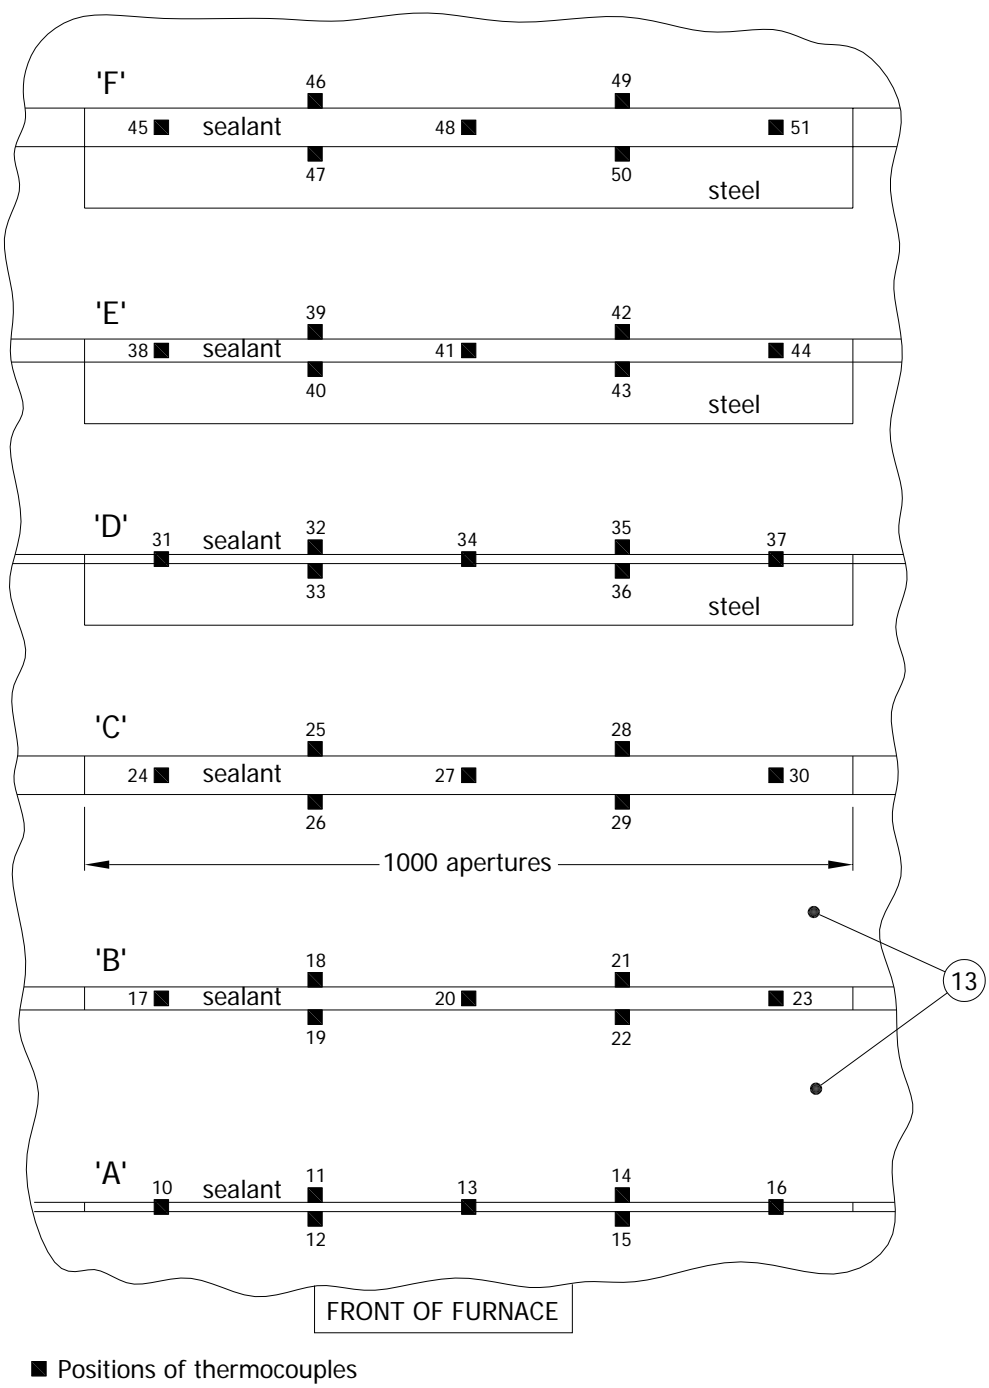 'F'
46
49
45
sealant
48
51
47
50
steel
'E'
39
42
38
sealant
41
44
40
43
steel
'D'
31
sealant
32
34
35
37
33
36
steel
'C'
25
28
24
sealant
27
30
26
29
1000 apertures
'B'
18
21
17
sealant
20
23
13
19
22
'A'
10
sealant
11
13
14
16
12
15
FRONT OF FURNACE
Positions of thermocouples